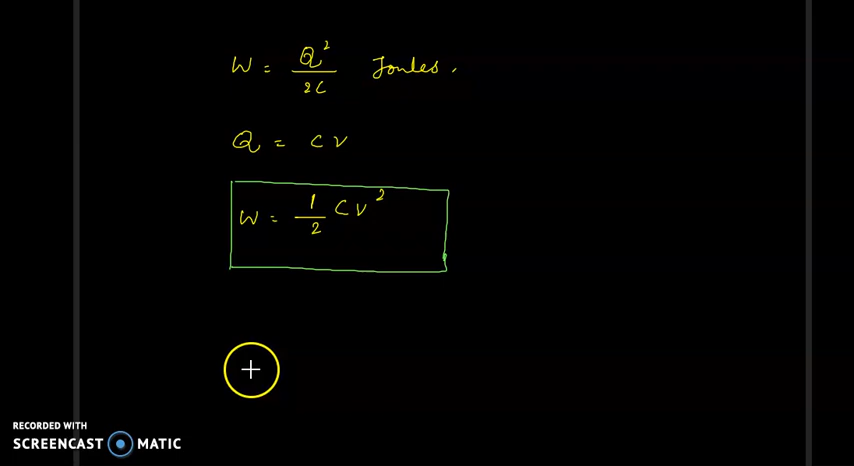 W = Q²/2C Joules.
Q = CV
W = 1/2 CV²
RECORDED WITH
SCREENCAST MATIC